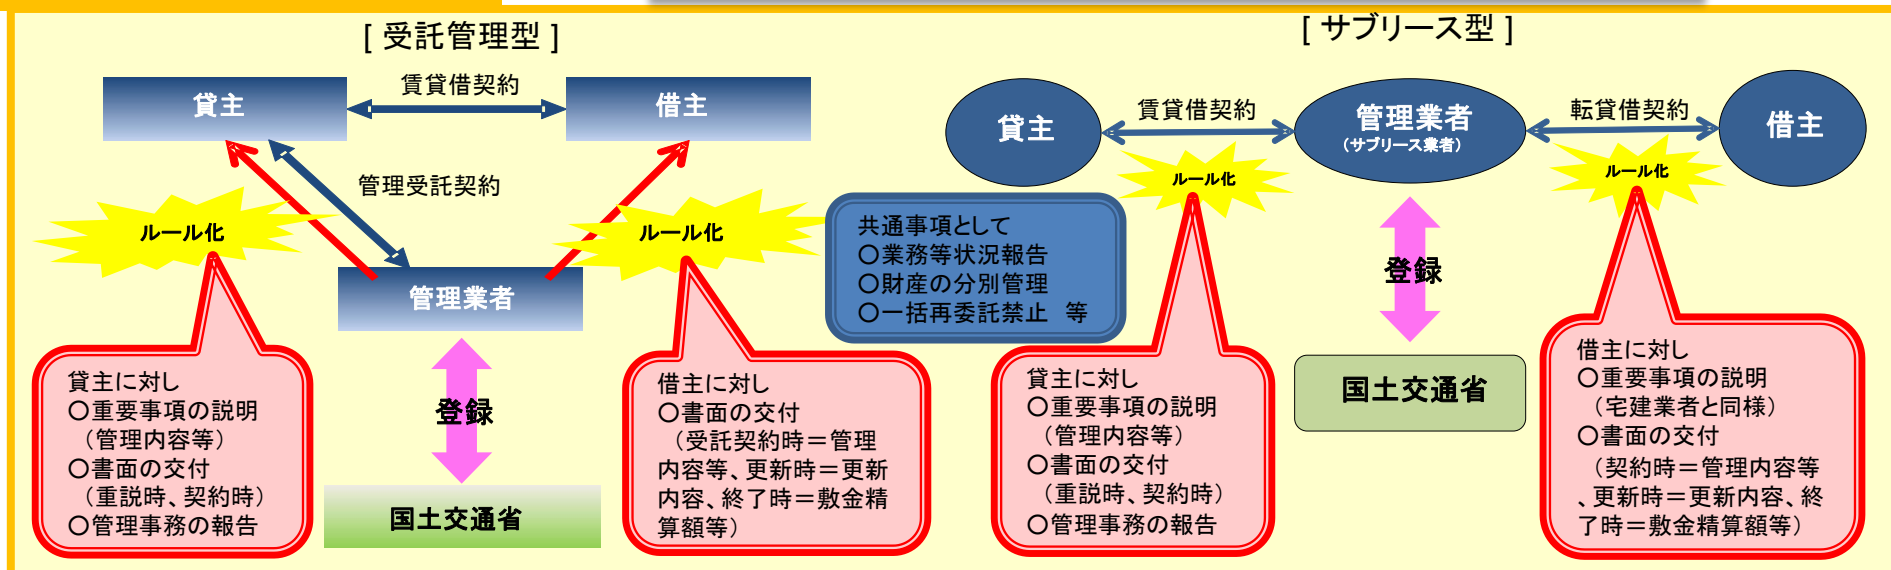 [ 受託管理型 ]
貸主
賃貸借契約
借主
管理受託契約
ルール化
ルール化
管理業者
登録
国土交通省
貸主に対し
○重要事項の説明
（管理内容等）
○書面の交付
（重説時、契約時）
○管理事務の報告
借主に対し
○書面の交付
（受託契約時＝管理
内容等、更新時＝更新
内容、終了時＝敷金精
算額等）
共通事項として
○業務等状況報告
○財産の分別管理
○一括再委託禁止　等
[ サブリース型 ]
貸主
賃貸借契約
管理業者
（サブリース業者）
転貸借契約
借主
ルール化
ルール化
登録
国土交通省
貸主に対し
○重要事項の説明
（管理内容等）
○書面の交付
（重説時、契約時）
○管理事務の報告
借主に対し
○重要事項の説明
（宅建業者と同様）
○書面の交付
（契約時＝管理内容等
、更新時＝更新内容、終
了時＝敷金精算額等）